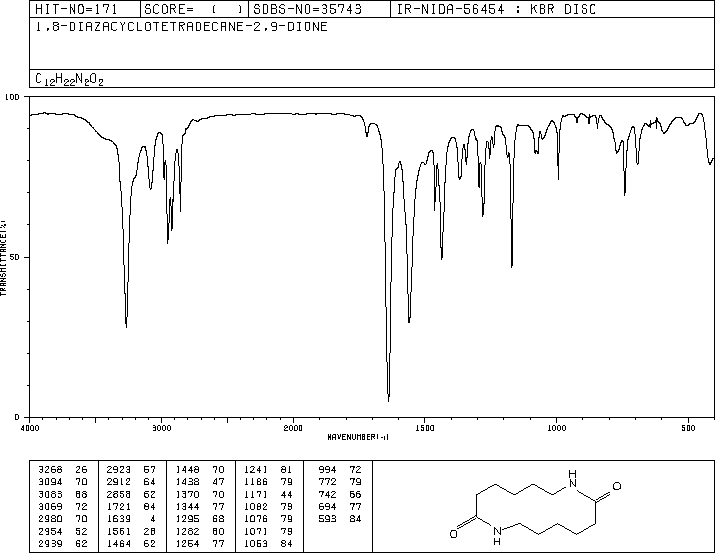 HIT-NO=171 SCORE= ( ) SDBS-NO=35743 IR-NIDA-56454 : KBR DISC
1,8-DIAZACYCLOTETRADECANE-2,9-DIONE
C12H22N2O2
100
50
0
TRANSMITTANCE(%)
4000 3000 2000 1500 1000 500
WAVENUMBER(-1)
3268 26 2923 57 1448 70 1241 81 994 72
3094 70 2912 64 1438 47 1186 79 772 79
3083 68 2858 62 1370 70 1171 44 742 66
3069 72 1721 84 1344 77 1082 79 694 77
2980 70 1639 4 1295 68 1076 79 593 84
2954 52 1561 28 1282 60 1071 79
2939 62 1464 62 1254 77 1053 84
H
N
O
O
N
H